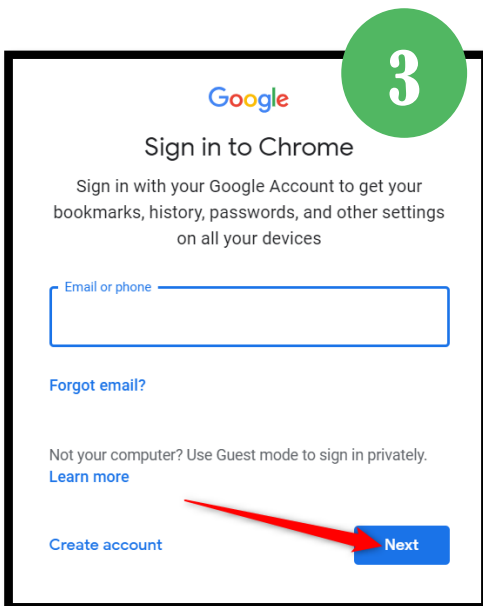 3
Google
Sign in to Chrome
Sign in with your Google Account to get your
bookmarks, history, passwords, and other settings
on all your devices
Email or phone
Forgot email?
Not your computer? Use Guest mode to sign in privately.
Learn more
Create account
Next